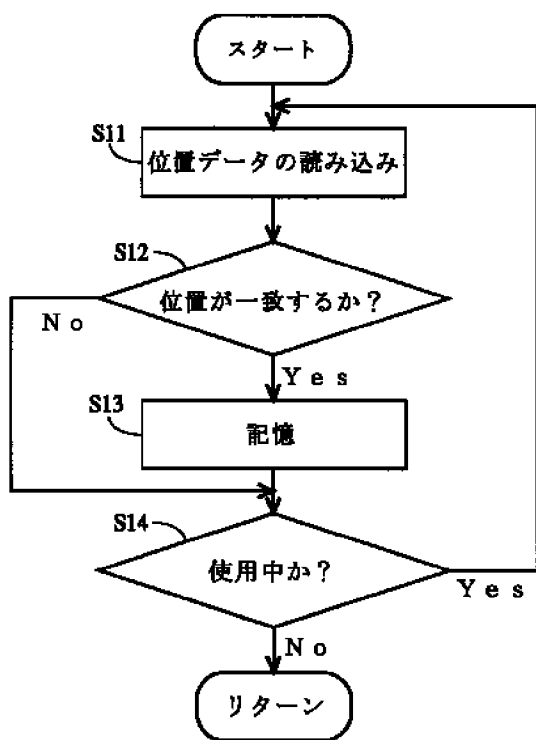 スタート
S11
位置データの読み込み
S12
位置が一致するか？
No
Yes
S13
記憶
S14
使用中か？
Yes
No
リターン